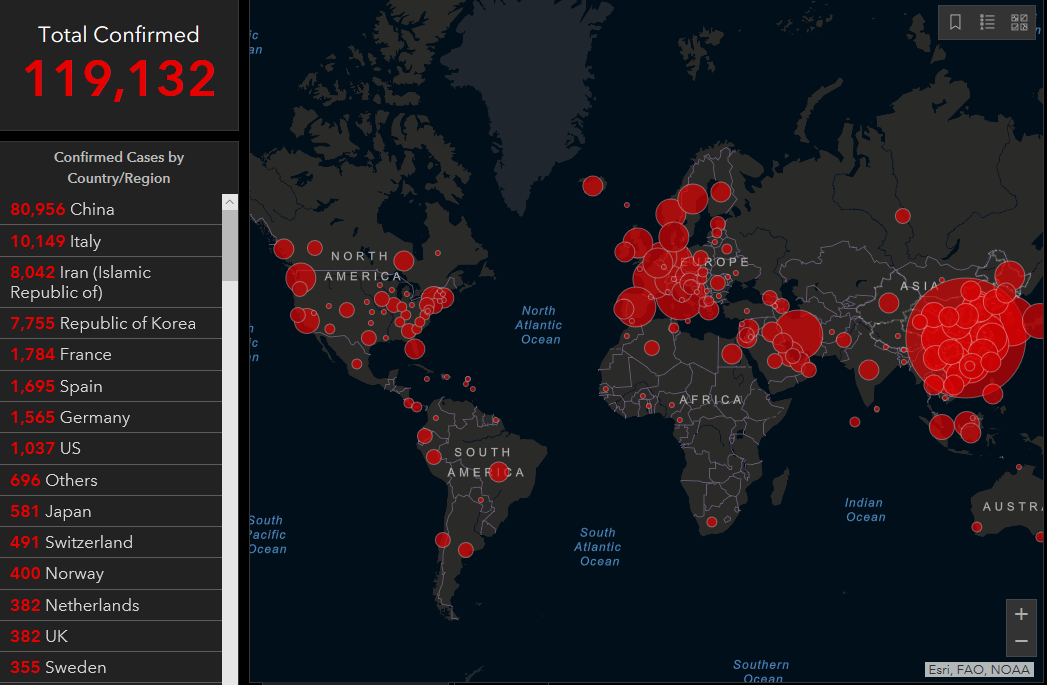 Total Confirmed
119,132
Confirmed Cases by
Country/Region
80,956 China
10,149 Italy
8,042 Iran (Islamic
Republic of)
7,755 Republic of Korea
1,784 France
1,695 Spain
1,565 Germany
1,037 US
696 Others
581 Japan
491 Switzerland
400 Norway
382 Netherlands
382 UK
355 Sweden
NORTH
AMERICA
North
Atlantic
Ocean
EUROPE
ASIA
AFRICA
SOUTH
AMERICA
South
Pacific
Ocean
South
Atlantic
Ocean
Indian
Ocean
AUSTR
Southern
Ocean
+
−
Esri, FAO, NOAA